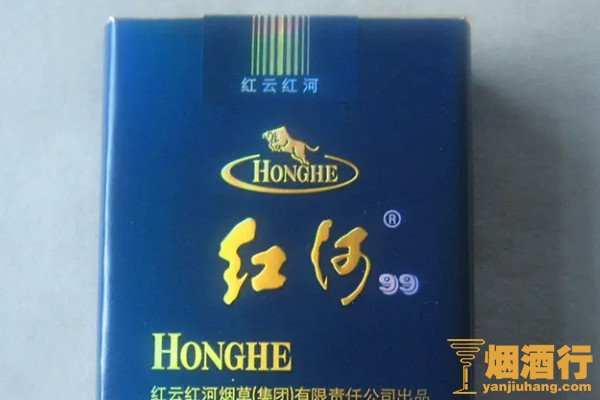 红云红河
HONGHE
红河®
99
HONGHE
红云红河烟草(集团)有限责任公司出品
烟酒行
yanjiuhang.com